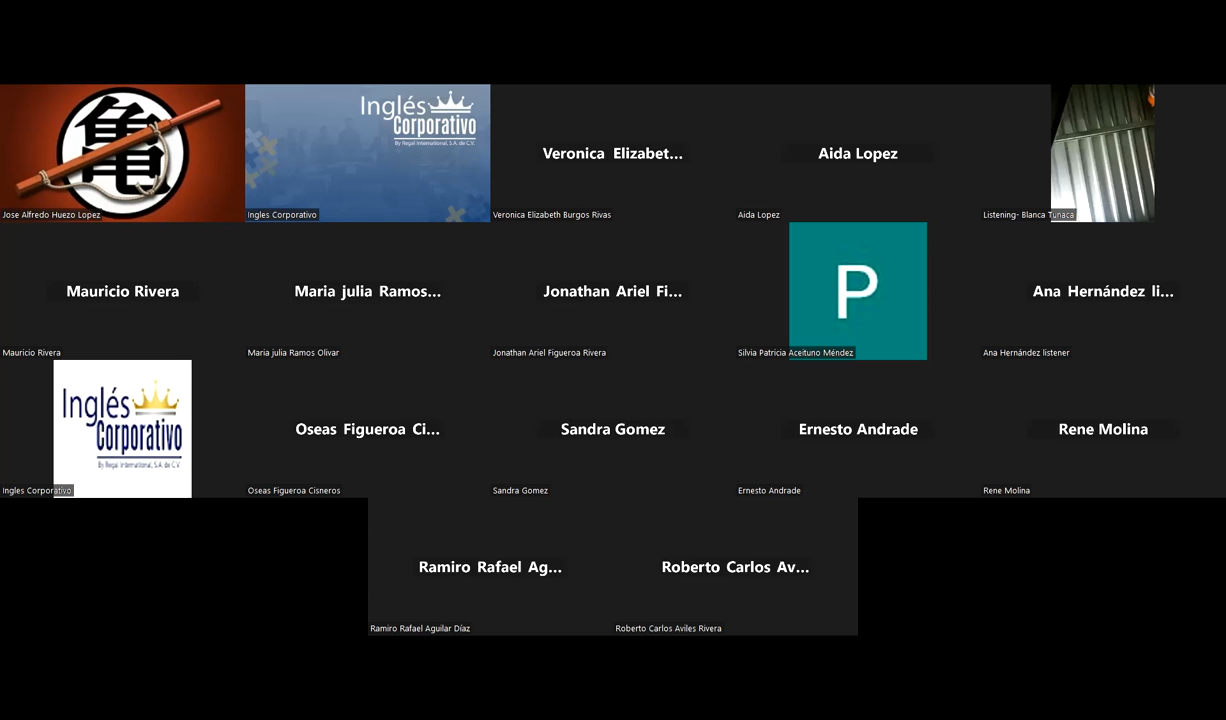 亀
Jose Alfredo Huezo Lopez
Inglés
Corporativo
By Regal International, S.A. de C.V.
Ingles Corporativo
Veronica Elizabet...
Veronica Elizabeth Burgos Rivas
Aida Lopez
Aida Lopez
Listening- Blanca Tunaca
Mauricio Rivera
Mauricio Rivera
Maria julia Ramos...
Maria julia Ramos Olivar
Jonathan Ariel Fi...
Jonathan Ariel Figueroa Rivera
P
Silvia Patricia Aceituno Méndez
Ana Hernández li...
Ana Hernández listener
Inglés
Corporativo
By Regal International, S.A. de C.V.
Ingles Corporativo
Oseas Figueroa Ci...
Oseas Figueroa Cisneros
Sandra Gomez
Sandra Gomez
Ernesto Andrade
Ernesto Andrade
Rene Molina
Rene Molina
Ramiro Rafael Ag...
Ramiro Rafael Aguilar Díaz
Roberto Carlos Av...
Roberto Carlos Aviles Rivera